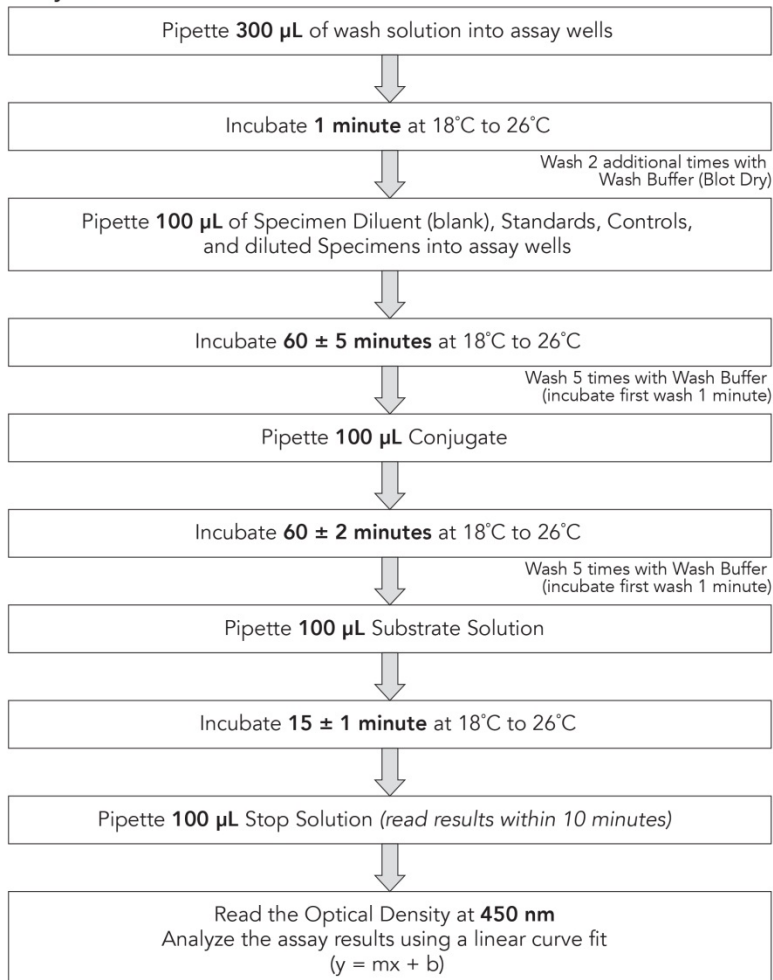 Pipette 300 µL of wash solution into assay wells
Incubate 1 minute at 18˚C to 26˚C
Wash 2 additional times with
Wash Buffer (Blot Dry)
Pipette 100 µL of Specimen Diluent (blank), Standards, Controls,
and diluted Specimens into assay wells
Incubate 60 ± 5 minutes at 18˚C to 26˚C
Wash 5 times with Wash Buffer
(incubate first wash 1 minute)
Pipette 100 µL Conjugate
Incubate 60 ± 2 minutes at 18˚C to 26˚C
Wash 5 times with Wash Buffer
(incubate first wash 1 minute)
Pipette 100 µL Substrate Solution
Incubate 15 ± 1 minute at 18˚C to 26˚C
Pipette 100 µL Stop Solution (read results within 10 minutes)
Read the Optical Density at 450 nm
Analyze the assay results using a linear curve fit
(y = mx + b)